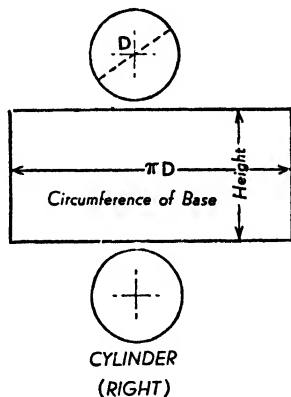 D
πD
Circumference of Base
Height
CYLINDER
(RIGHT)